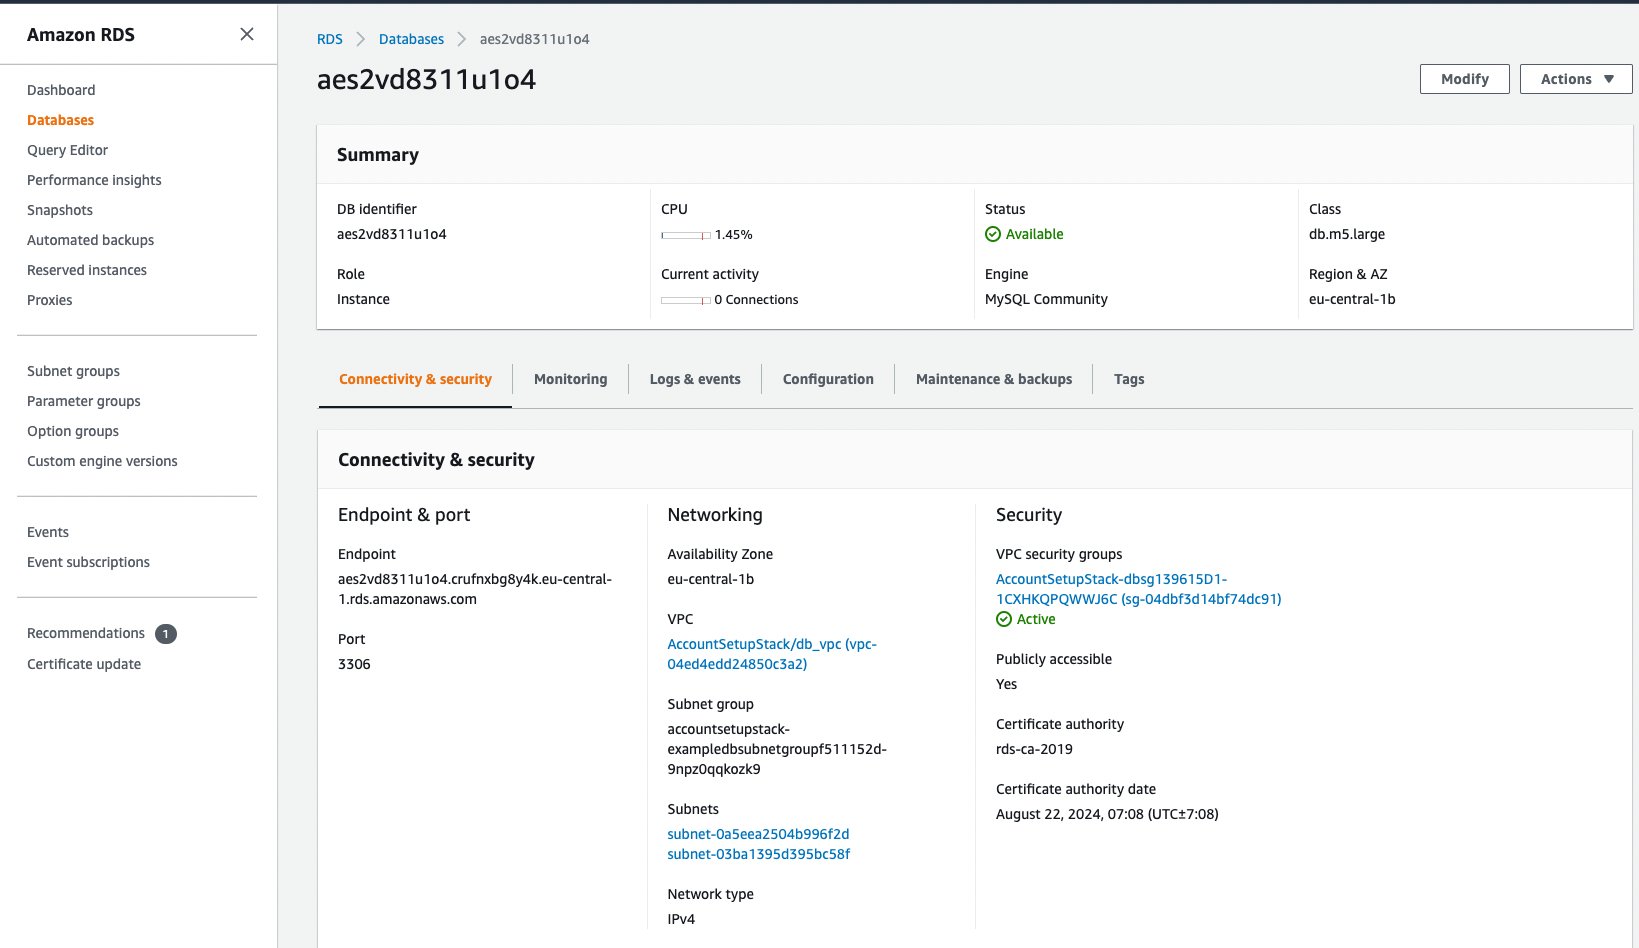 Amazon RDS
Dashboard
Databases
Query Editor
Performance insights
Snapshots
Automated backups
Reserved instances
Proxies
Subnet groups
Parameter groups
Option groups
Custom engine versions
Events
Event subscriptions
Recommendations 1
Certificate update
RDS > Databases > aes2vd8311u1o4
aes2vd8311u1o4
Modify
Actions
Summary
DB identifier
aes2vd8311u1o4
Role
Instance
CPU
1.45%
Current activity
0 Connections
Status
Available
Engine
MySQL Community
Class
db.m5.large
Region & AZ
eu-central-1b
Connectivity & security
Monitoring
Logs & events
Configuration
Maintenance & backups
Tags
Connectivity & security
Endpoint & port
Endpoint
aes2vd8311u1o4.crufnxbg8y4k.eu-central-
1.rds.amazonaws.com
Port
3306
Networking
Availability Zone
eu-central-1b
VPC
AccountSetupStack/db_vpc (vpc-
04ed4edd24850c3a2)
Subnet group
accountsetupstack-
exampledbsubnetgroupf511152d-
9npz0qqkozk9
Subnets
subnet-0a5eea2504b996f2d
subnet-03ba1395d395bc58f
Network type
IPv4
Security
VPC security groups
AccountSetupStack-dbsg139615D1-
1CXHKQPQWWJ6C (sg-04dbf3d14bf74dc91)
Active
Publicly accessible
Yes
Certificate authority
rds-ca-2019
Certificate authority date
August 22, 2024, 07:08 (UTC±7:08)